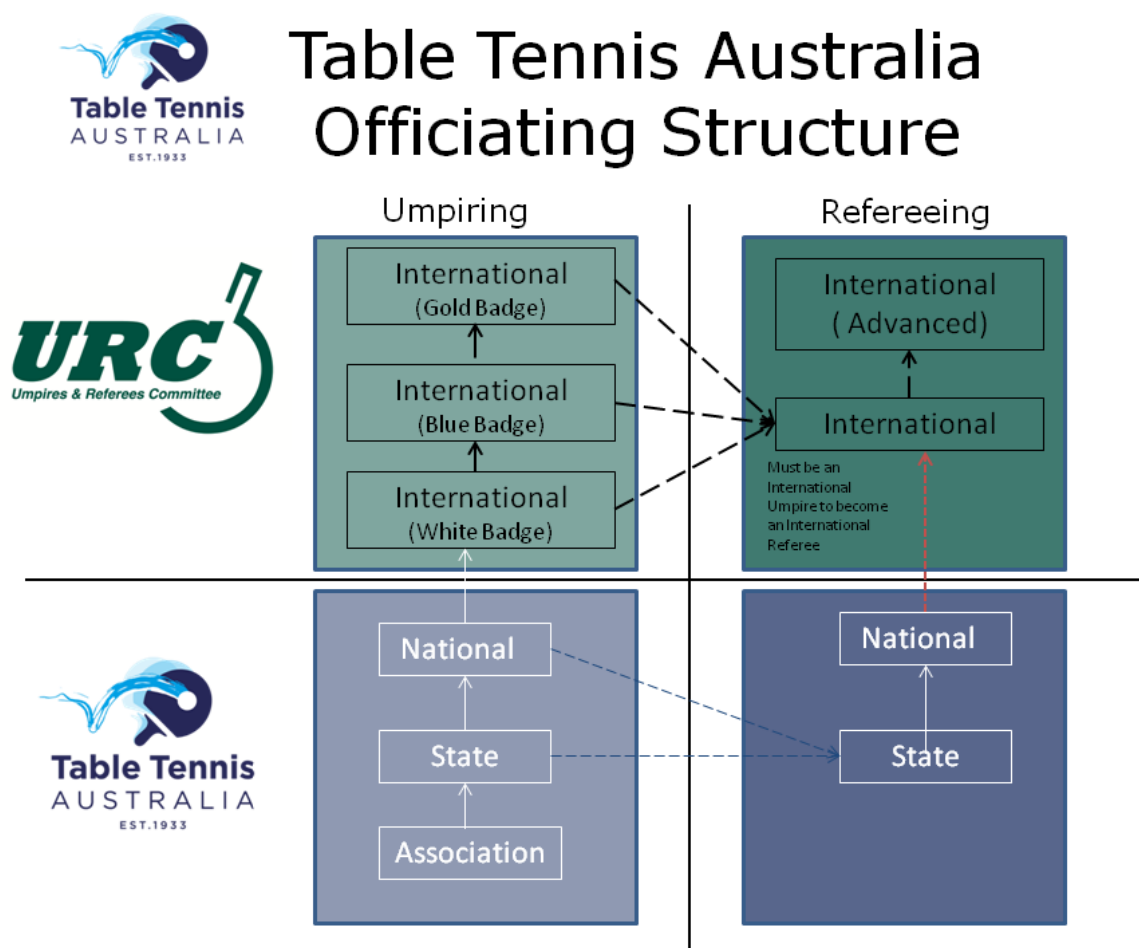 Table Tennis
AUSTRALIA
EST.1933
Table Tennis Australia
Officiating Structure
Umpiring
Refereeing
URC
Umpires & Referees Committee
International
(Gold Badge)
International
(Blue Badge)
International
(White Badge)
International
( Advanced)
International
Must be an
International
Umpire to become
an International
Referee
Table Tennis
AUSTRALIA
EST.1933
National
State
Association
National
State